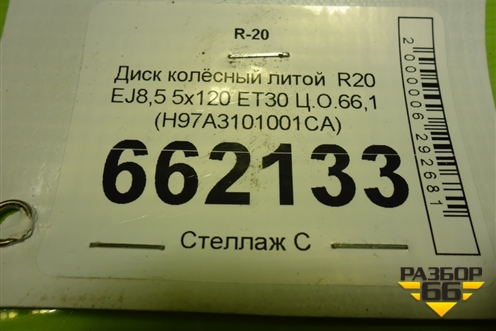 R-20
Диск колёсный литой R20
EJ8,5 5x120 ET30 Ц.О.66,1
(H97A3101001CA)
662133
Стеллаж С
2000006292681
РАЗБОР
66